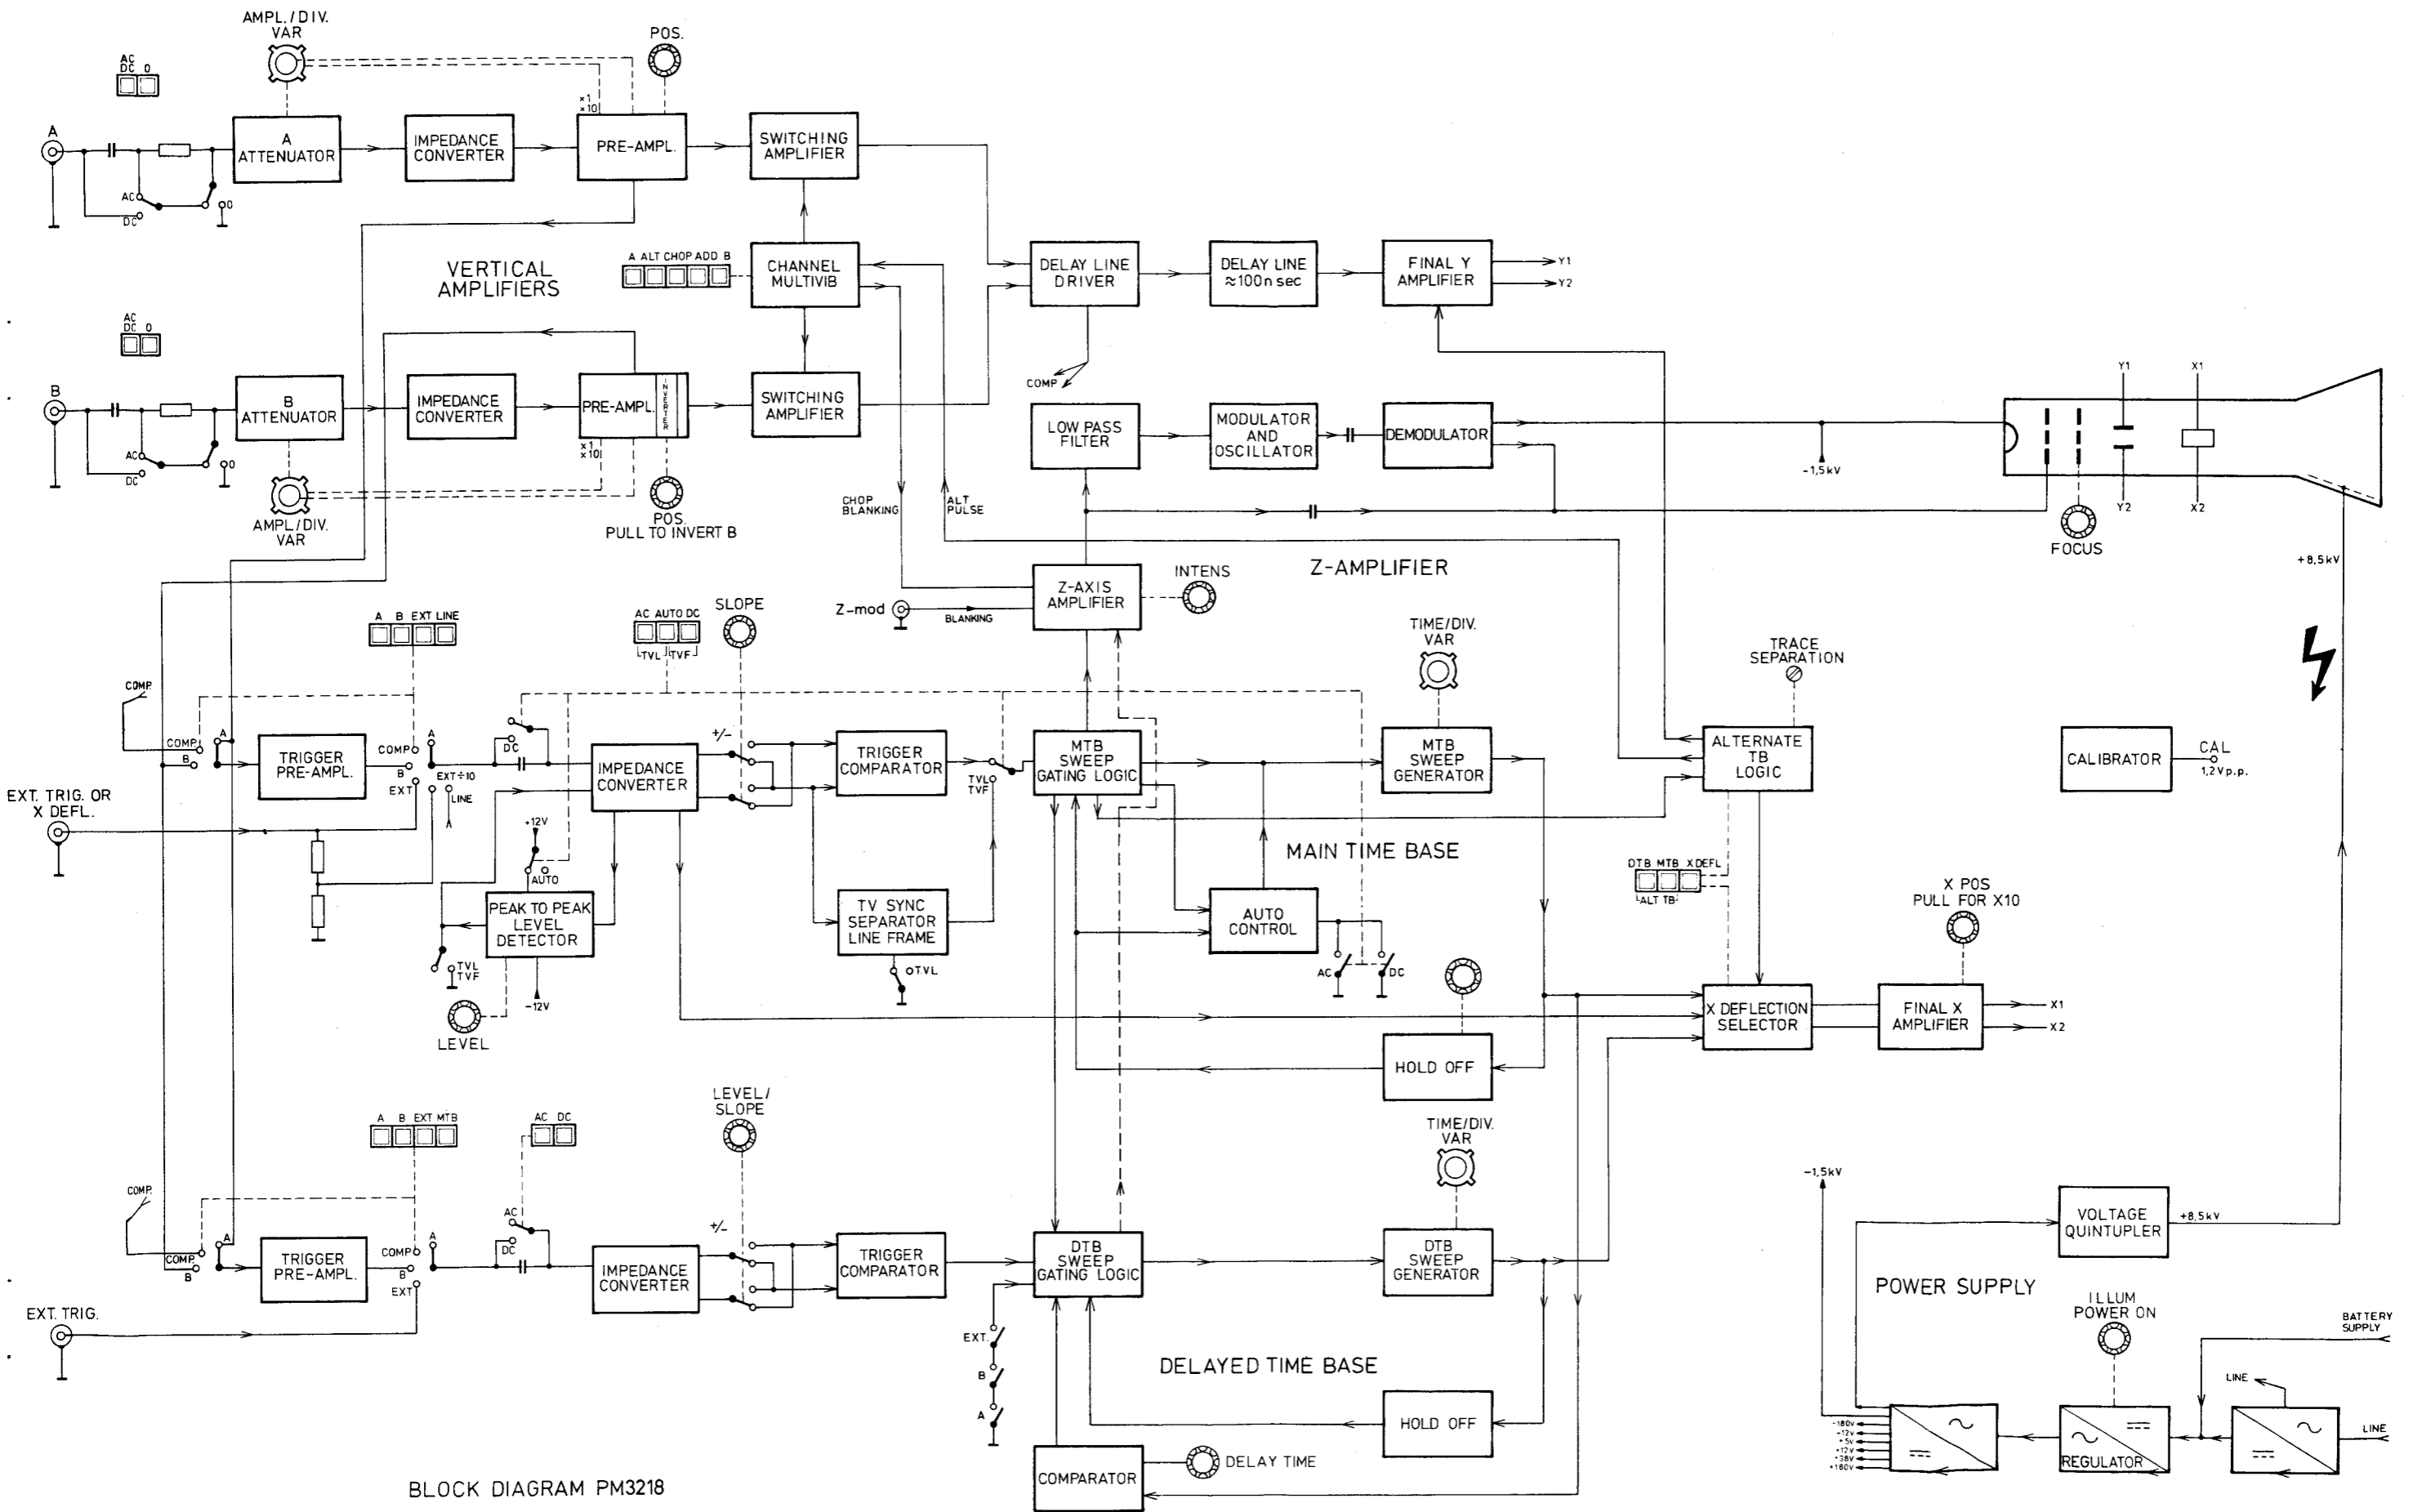 AMPL./DIV.
VAR
POS.
AC
DC 0
x1
x10
A
A
ATTENUATOR
IMPEDANCE
CONVERTER
PRE-AMPL.
SWITCHING
AMPLIFIER
AC
DC
0
VERTICAL
AMPLIFIERS
A ALT CHOP ADD B
CHANNEL
MULTIVIB
DELAY LINE
DRIVER
DELAY LINE
≈100n sec
FINAL Y
AMPLIFIER
Y1
Y2
AC
DC 0
B
B
ATTENUATOR
IMPEDANCE
CONVERTER
PRE-AMPL.
INVERTER
SWITCHING
AMPLIFIER
COMP
LOW PASS
FILTER
MODULATOR
AND
OSCILLATOR
DEMODULATOR
-1,5kV
Y1
X1
Y2
X2
AC
DC
0
x1
x10
AMPL/DIV.
VAR
POS.
PULL TO INVERT B
CHOP
BLANKING
ALT
PULSE
FOCUS
+8,5kV
Z-AMPLIFIER
Z-AXIS
AMPLIFIER
INTENS
Z-mod
BLANKING
A B EXT LINE
AC AUTO DC
TVL TVF
SLOPE
TIME/DIV.
VAR
TRACE
SEPARATION
COMP.
COMP.
B
A
TRIGGER
PRE-AMPL.
COMP
B
EXT
A
EXT÷10
LINE
DC
IMPEDANCE
CONVERTER
+/-
TRIGGER
COMPARATOR
TVL
TVF
MTB
SWEEP
GATING LOGIC
MTB
SWEEP
GENERATOR
ALTERNATE
TB
LOGIC
CALIBRATOR
CAL
1,2Vp.p.
EXT. TRIG. OR
X DEFL.
+12V
AUTO
MAIN TIME BASE
DTB MTB X DEFL
ALT TB
PEAK TO PEAK
LEVEL
DETECTOR
TV SYNC
SEPARATOR
LINE FRAME
AUTO
CONTROL
X POS
PULL FOR X10
TVL
TVF
-12V
T.V.L
AC
DC
LEVEL
X DEFLECTION
SELECTOR
FINAL X
AMPLIFIER
X1
X2
HOLD OFF
A B EXT MTB
AC DC
LEVEL/
SLOPE
TIME/DIV.
VAR
COMP.
COMP.
B
A
TRIGGER
PRE-AMPL.
COMP
B
EXT
A
AC
DC
IMPEDANCE
CONVERTER
+/-
TRIGGER
COMPARATOR
DTB
SWEEP
GATING LOGIC
DTB
SWEEP
GENERATOR
-1,5kV
VOLTAGE
QUINTUPLER
+8,5kV
POWER SUPPLY
EXT. TRIG.
EXT.
B
A
DELAYED TIME BASE
ILLUM
POWER ON
BATTERY
SUPPLY
LINE
HOLD OFF
-180V
-12V
+5V
+12V
+38V
+180V
REGULATOR
LINE
COMPARATOR
DELAY TIME
BLOCK DIAGRAM PM3218